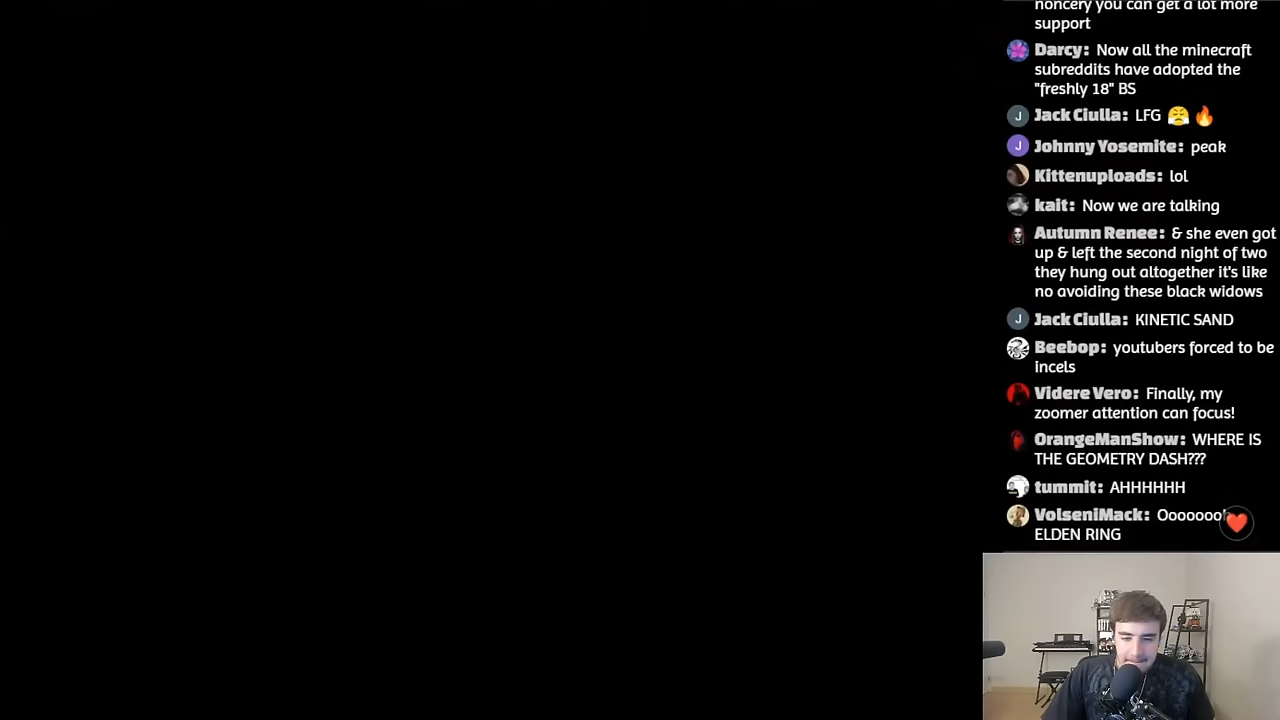 noncery you can get a lot more
support
Darcy: Now all the minecraft
subreddits have adopted the
"freshly 18" BS
J Jack Ciulla: LFG 😤🔥
J Johnny Yosemite: peak
Kittenuploads: lol
kait: Now we are talking
Autumn Renee: & she even got
up & left the second night of two
they hung out altogether it's like
no avoiding these black widows
J Jack Ciulla: KINETIC SAND
Beebop: youtubers forced to be
incels
Videre Vero: Finally, my
zoomer attention can focus!
OrangeManShow: WHERE IS
THE GEOMETRY DASH???
tummit: AHHHHHH
VolseniMack:
ELDEN RING